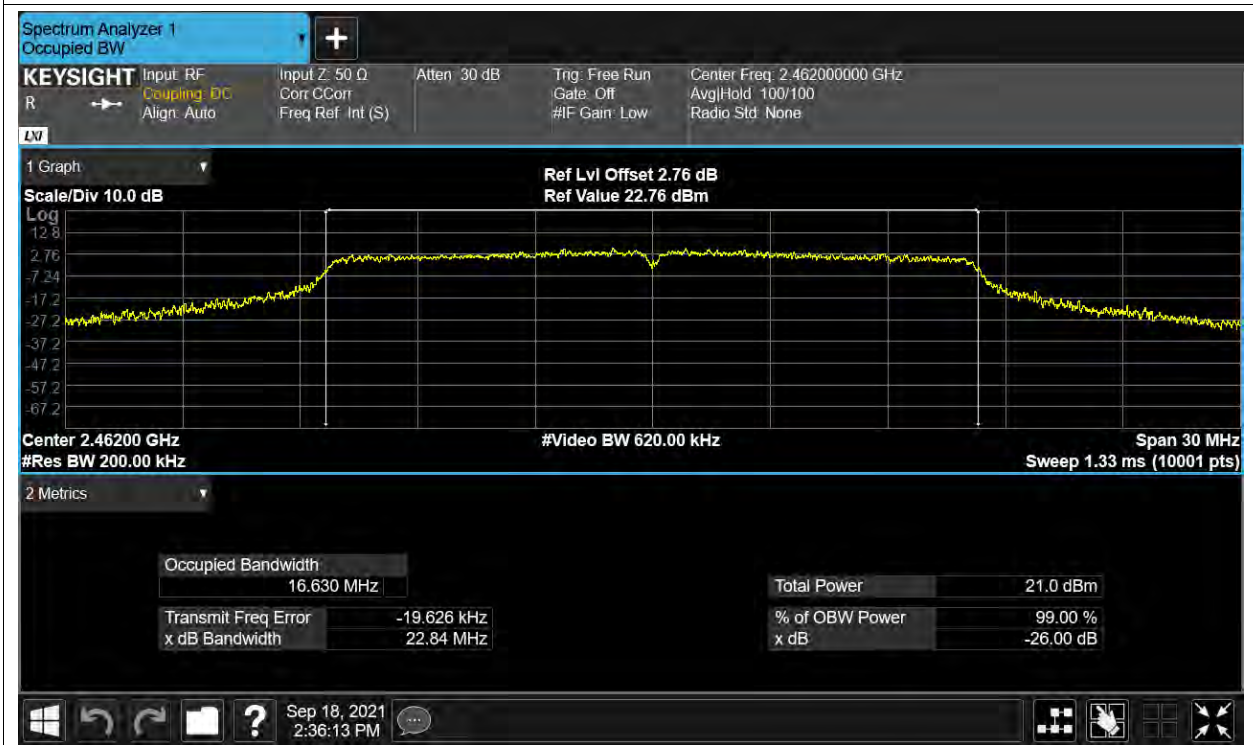 Spectrum Analyzer 1
Occupied BW
+
KEYSIGHT Input: RF Input Z: 50 Ω Atten: 30 dB Trig: Free Run Center Freq: 2.462000000 GHz
R Coupling: DC Corr CCorr Gate: Off Avg|Hold: 100/100
Align: Auto Freq Ref: Int (S) #IF Gain: Low Radio Std: None
LXI
1 Graph
Ref Lvl Offset 2.76 dB
Scale/Div 10.0 dB Ref Value 22.76 dBm
Log
12.8
2.76
-7.24
-17.2
-27.2
-37.2
-47.2
-57.2
-67.2
Center 2.46200 GHz #Video BW 620.00 kHz Span 30 MHz
#Res BW 200.00 kHz Sweep 1.33 ms (10001 pts)
2 Metrics
Occupied Bandwidth
16.630 MHz Total Power 21.0 dBm
Transmit Freq Error -19.626 kHz % of OBW Power 99.00 %
x dB Bandwidth 22.84 MHz x dB -26.00 dB
? Sep 18, 2021
2:36:13 PM